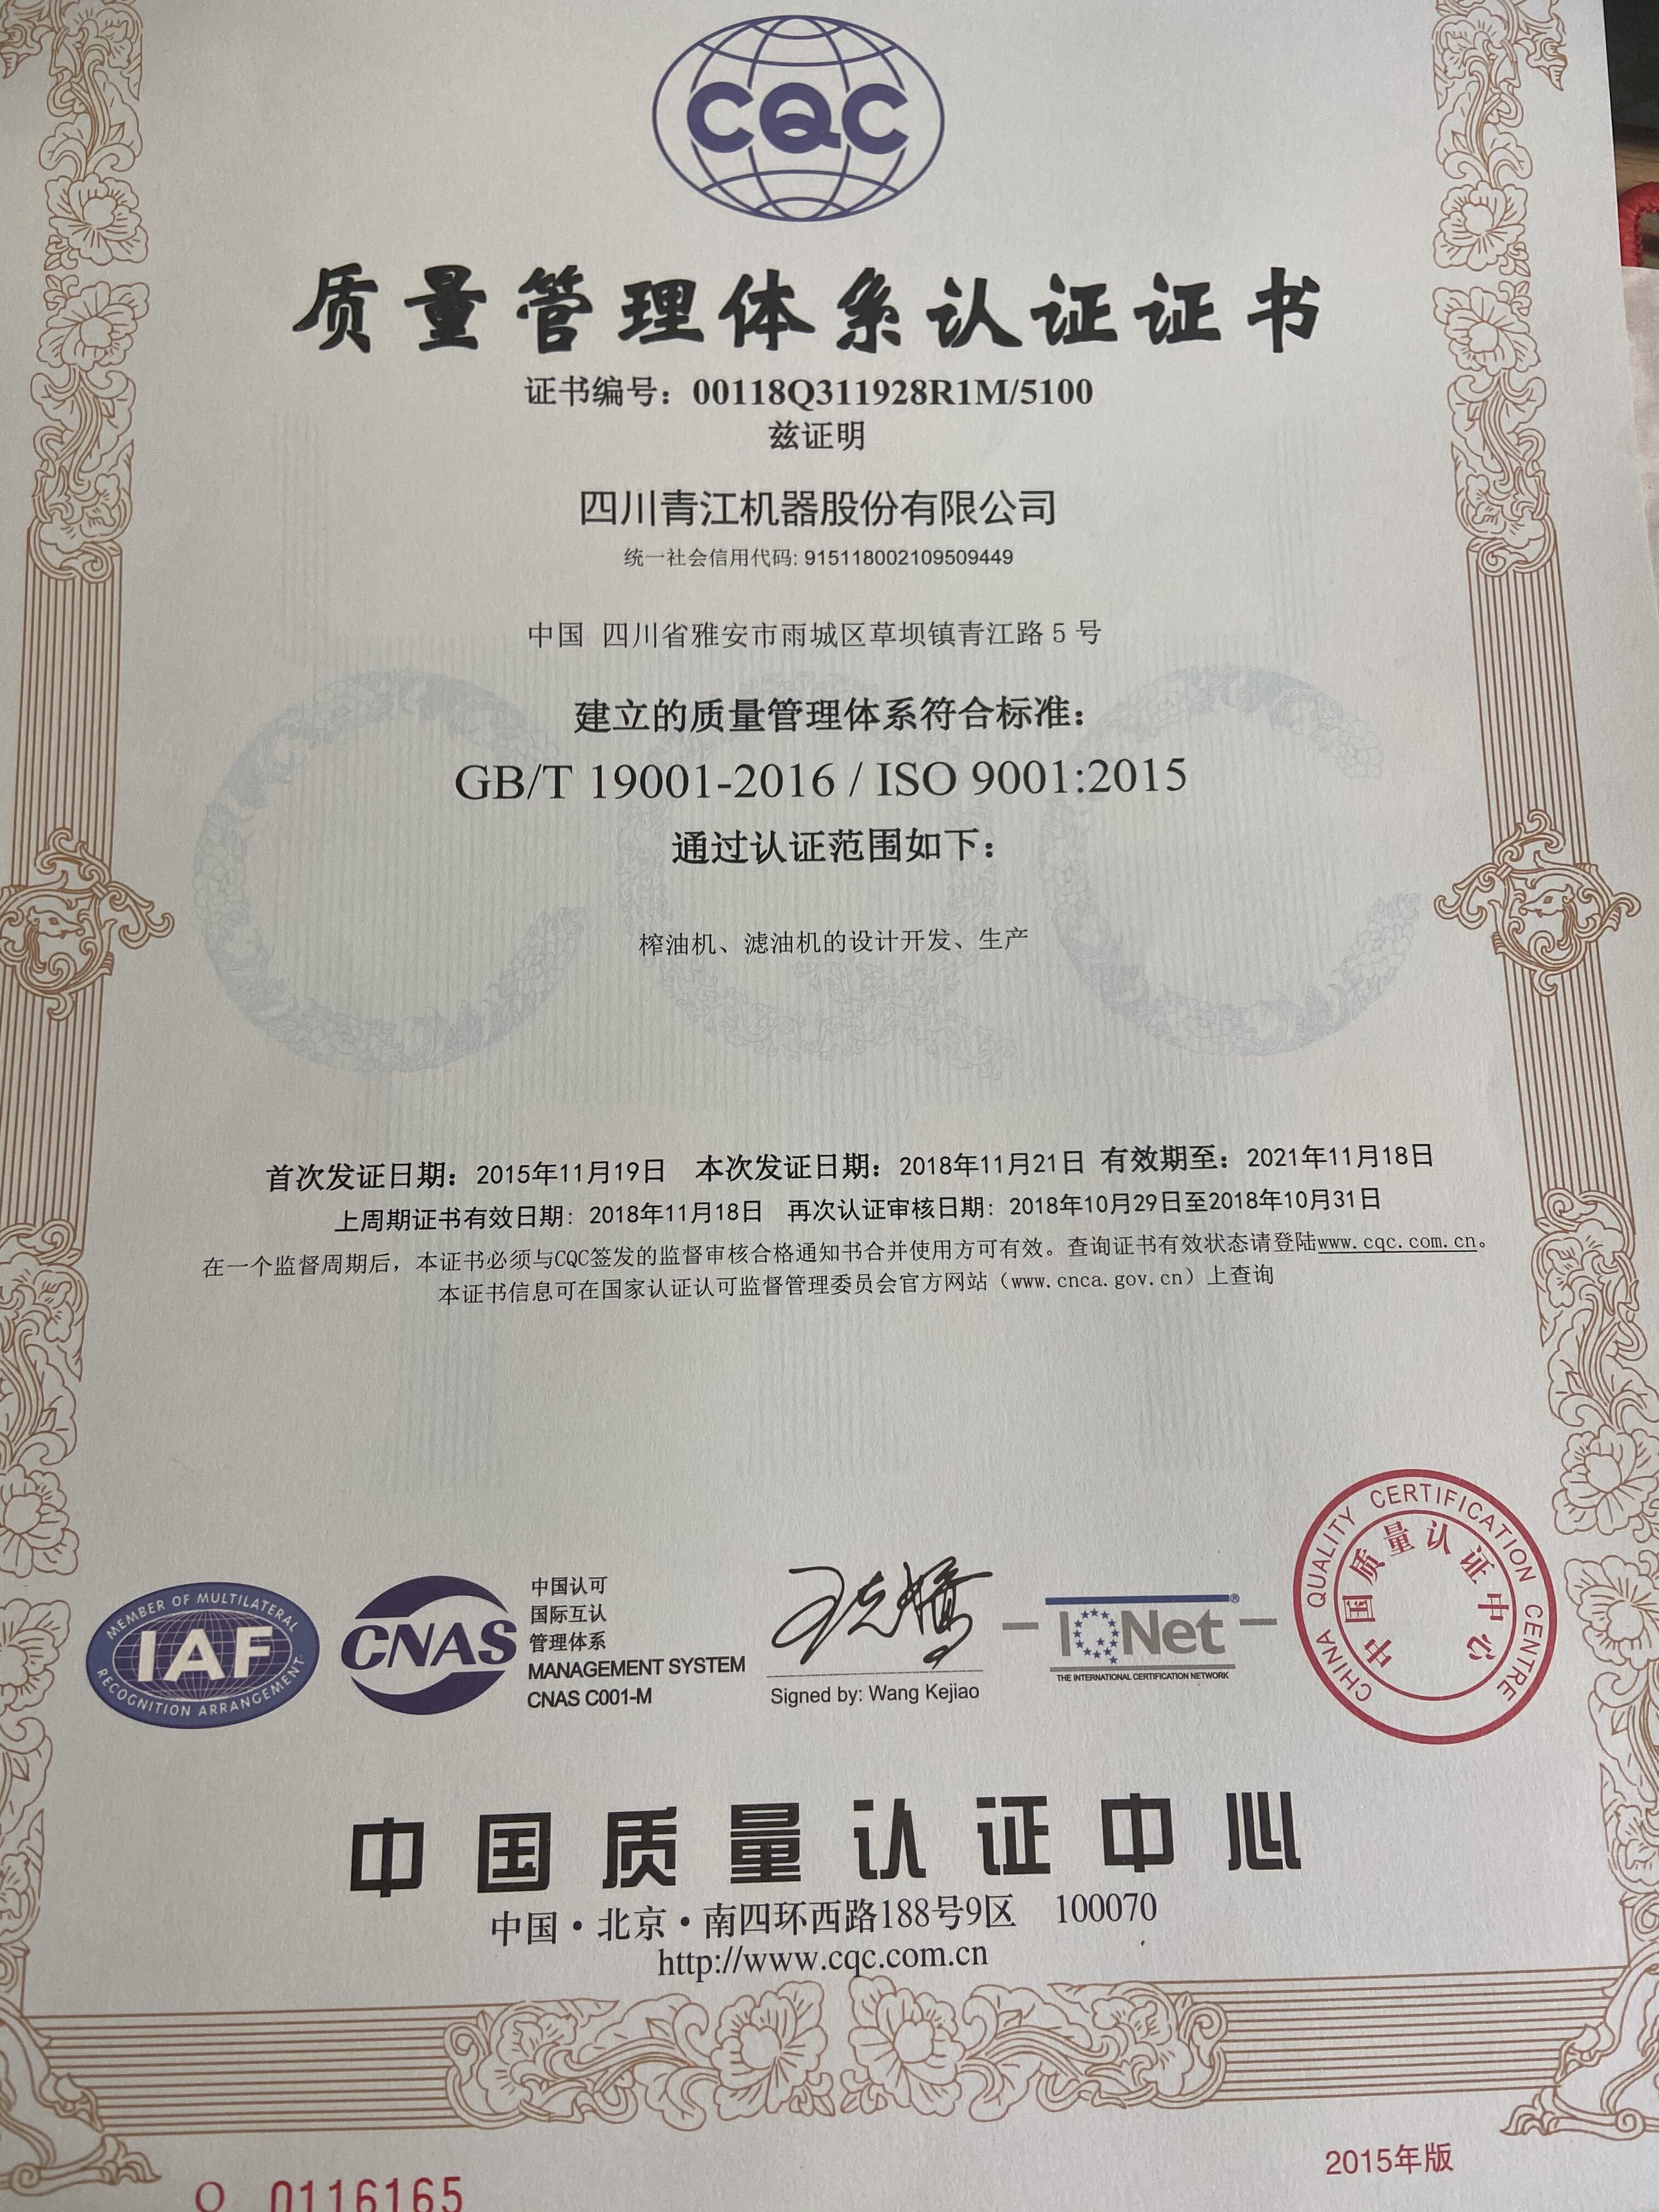 CQC
质量管理体系认证证书
证书编号：00118Q311928R1M/5100
兹证明
四川青江机器股份有限公司
统一社会信用代码: 915118002109509449
中国 四川省雅安市雨城区草坝镇青江路 5 号
建立的质量管理体系符合标准：
GB/T 19001-2016 / ISO 9001:2015
通过认证范围如下：
榨油机、滤油机的设计开发、生产
首次发证日期：2015年11月19日 本次发证日期：2018年11月21日 有效期至：2021年11月18日
上周期证书有效日期: 2018年11月18日 再次认证审核日期: 2018年10月29日至2018年10月31日
在一个监督周期后，本证书必须与CQC签发的监督审核合格通知书合并使用方可有效。查询证书有效状态请登陆www.cqc.com.cn。
本证书信息可在国家认证认可监督管理委员会官方网站（www.cnca.gov.cn）上查询
MEMBER OF MULTILATERAL
IAF
RECOGNITION ARRANGEMENT
CNAS
中国认可
国际互认
管理体系
MANAGEMENT SYSTEM
CNAS C001-M
Signed by: Wang Kejiao
IQNet®
THE INTERNATIONAL CERTIFICATION NETWORK
CHINA QUALITY CERTIFICATION CENTRE
中国质量认证中心
中国质量认证中心
中国·北京·南四环西路188号9区 100070
http://www.cqc.com.cn
2015年版
Q 0116165